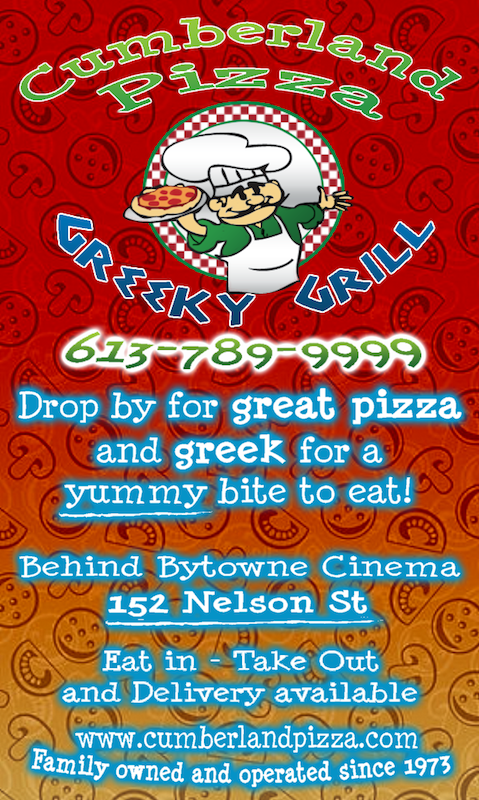 Cumberland
Pizza
GREEKY GRILL
613-789-9999
Drop by for great pizza
and greek for a
yummy bite to eat!
Behind Bytowne Cinema
152 Nelson St
Eat in - Take Out
and Delivery available
www.cumberlandpizza.com
Family owned and operated since 1973